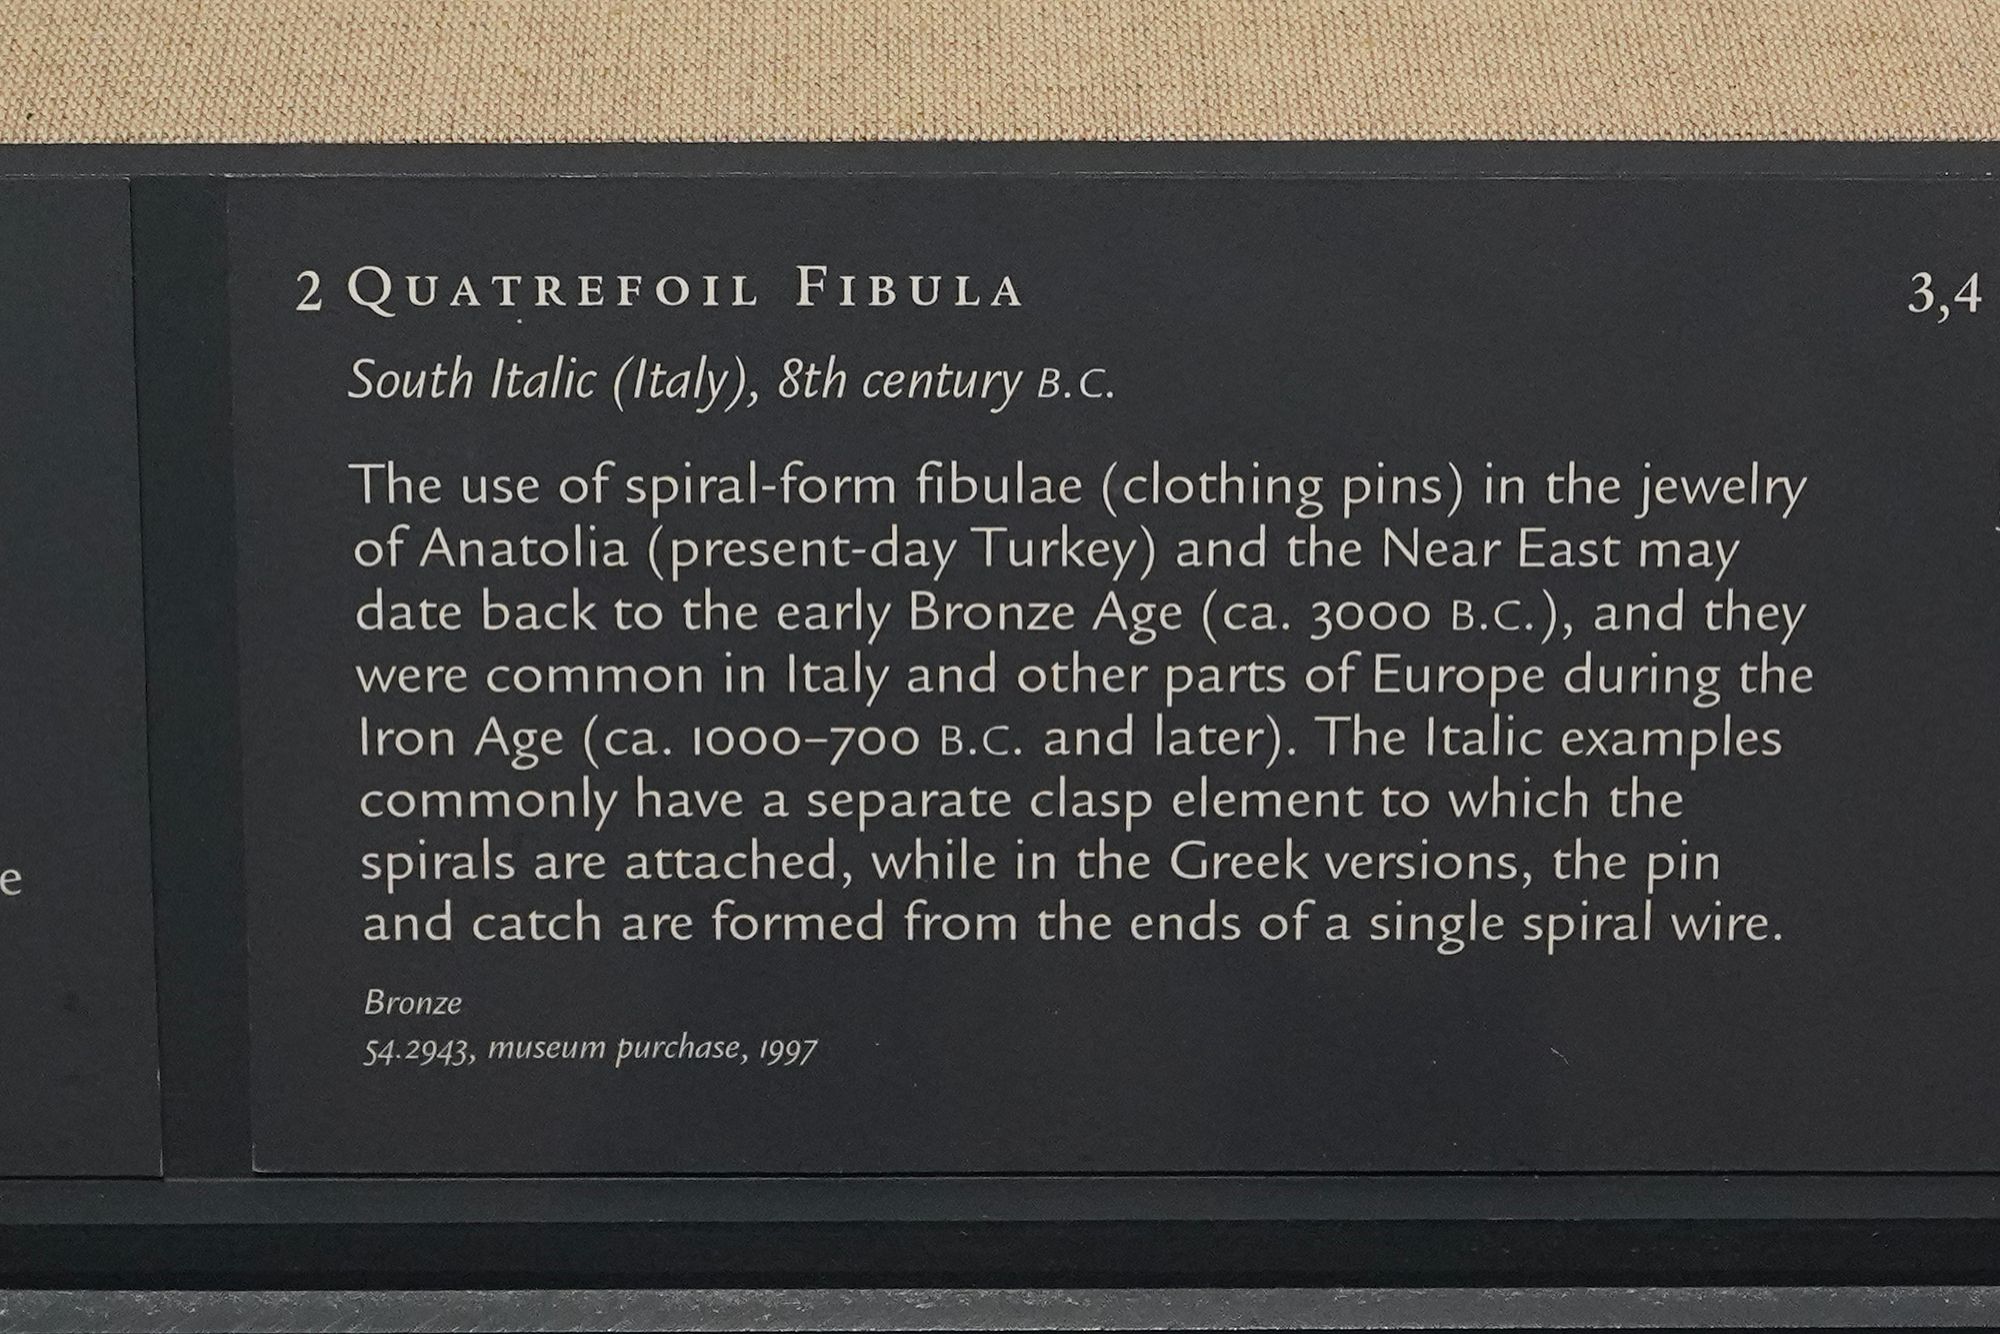 2 QUATREFOIL FIBULA
South Italic (Italy), 8th century B.C.
The use of spiral-form fibulae (clothing pins) in the jewelry
of Anatolia (present-day Turkey) and the Near East may
date back to the early Bronze Age (ca. 3000 B.C.), and they
were common in Italy and other parts of Europe during the
Iron Age (ca. 1000–700 B.C. and later). The Italic examples
commonly have a separate clasp element to which the
spirals are attached, while in the Greek versions, the pin
and catch are formed from the ends of a single spiral wire.
Bronze
54.2943, museum purchase, 1997
3,4
e